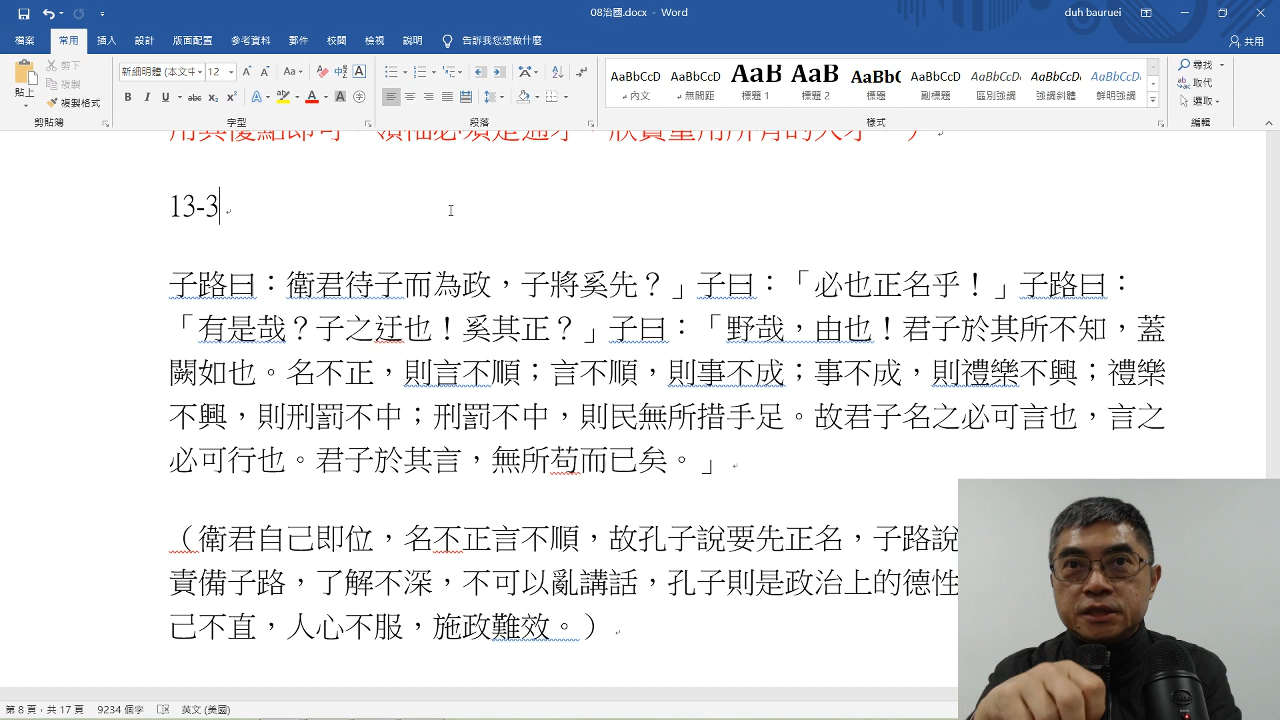 08治國.docx - Word
duh bauruei
檔案 常用 插入 設計 版面配置 參考資料 郵件 校閱 檢視 說明 告訴我您想做什麼 共用
貼上 剪下 複製 複製格式
新細明體 (本文中 12
AaBbCcD AaBbCcD AaB AaB AaBbC AaBbCcD AaBbCcD AaBbCcD AaBbCcD
內文 無間距 標題 1 標題 2 標題 副標題 區別強調 強調斜體 鮮明強調
尋找 取代 選取
剪貼簿 字型 段落 樣式 編輯
13-3
子路曰：衛君待子而為政，子將奚先？」子曰：「必也正名乎！」子路曰：
「有是哉？子之迂也！奚其正？」子曰：「野哉，由也！君子於其所不知，蓋
闕如也。名不正，則言不順；言不順，則事不成；事不成，則禮樂不興；禮樂
不興，則刑罰不中；刑罰不中，則民無所措手足。故君子名之必可言也，言之
必可行也。君子於其言，無所苟而已矣。」
（衛君自己即位，名不正言不順，故孔子說要先正名，子路說
責備子路，了解不深，不可以亂講話，孔子則是政治上的德性
己不直，人心不服，施政難效。）
第 8 頁，共 17 頁 9234 個字 英文 (美國)